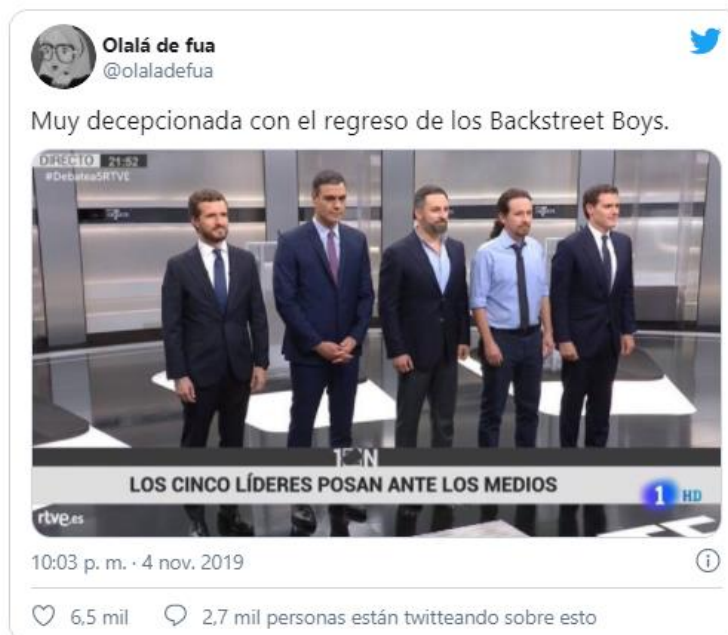 Olalá de fua
@olaladefua
Muy decepcionada con el regreso de los Backstreet Boys.
DIRECTO 21:52
#Debatea5RTVE
10N
LOS CINCO LÍDERES POSAN ANTE LOS MEDIOS
1 HD
rtve.es
10:03 p. m. · 4 nov. 2019
6,5 mil 2,7 mil personas están twitteando sobre esto